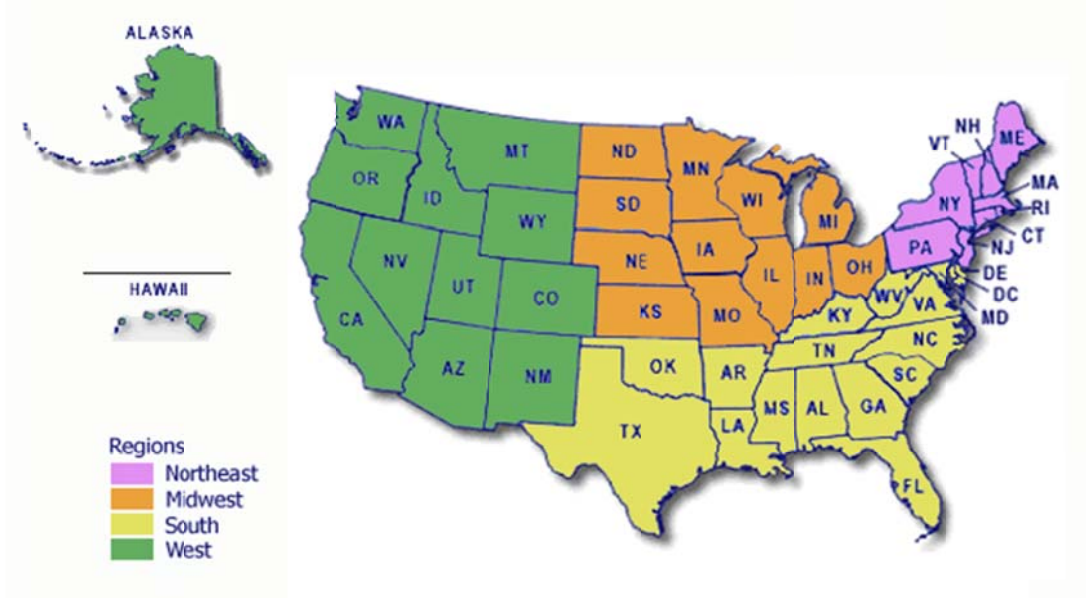 ALASKA
HAWAII
WA
OR
CA
ID
NV
MT
WY
UT
CO
AZ
NM
ND
SD
NE
KS
MN
IA
MO
WI
IL
MI
IN
OH
OK
TX
AR
LA
KY
TN
MS
AL
GA
FL
WV
VA
NC
SC
NY
PA
VT
NH
ME
MA
RI
CT
NJ
DE
DC
MD
Regions
Northeast
Midwest
South
West